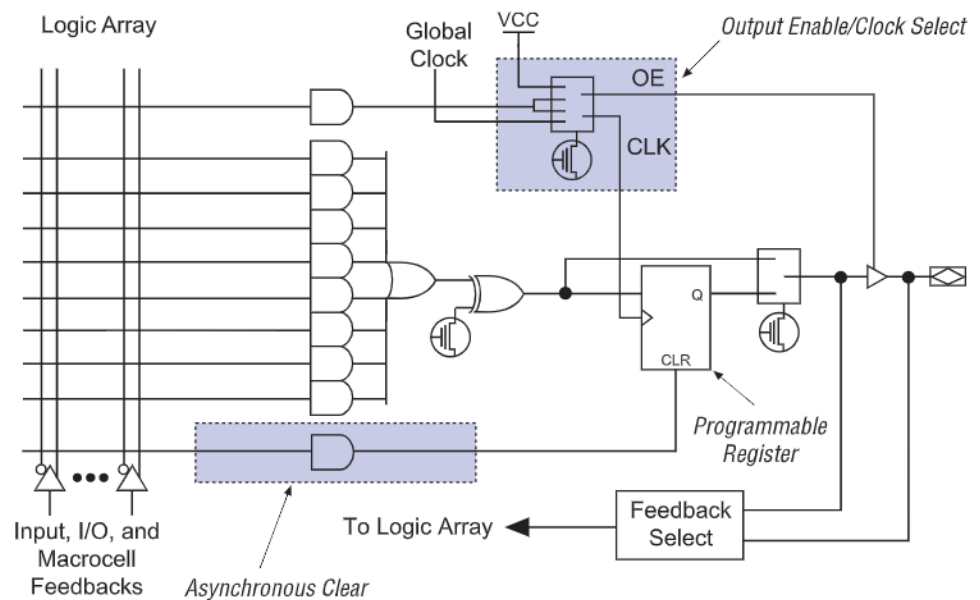 Logic Array
Global
Clock
VCC
Output Enable/Clock Select
OE
CLK
Q
CLR
Programmable
Register
Input, I/O, and
Macrocell
Feedbacks
Asynchronous Clear
To Logic Array
Feedback
Select